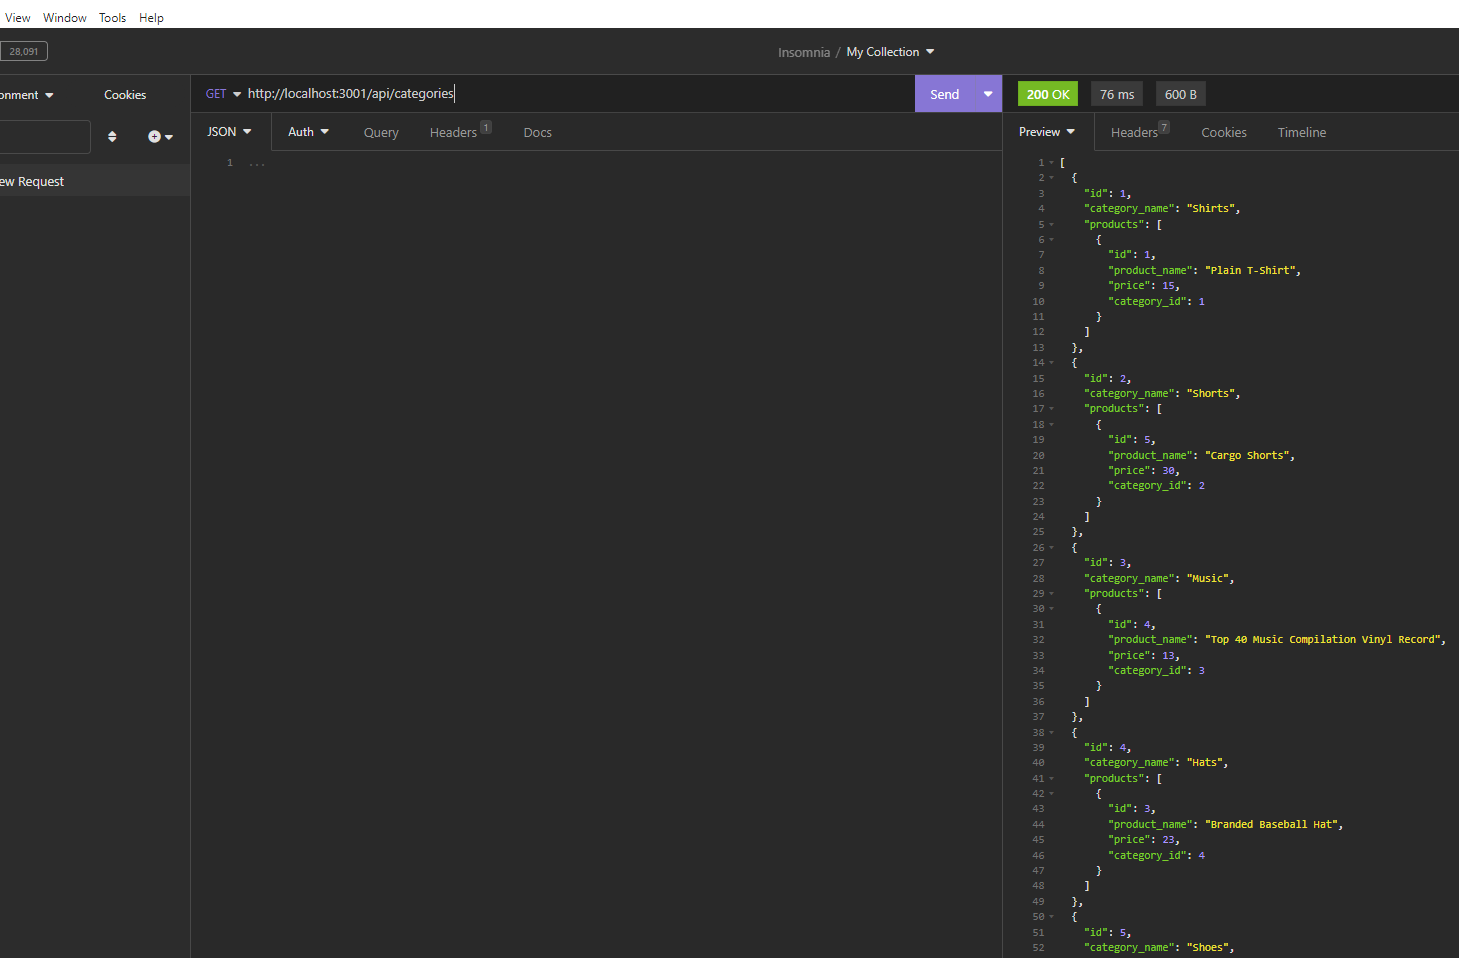 View Window Tools Help
28,091
Insomnia / My Collection
onment Cookies
GET http://localhost:3001/api/categories Send 200 OK 76 ms 600 B
JSON Auth Query Headers 1 Docs
Preview Headers 7 Cookies Timeline
ew Request
1 ...
1 [
2 {
3 "id": 1,
4 "category_name": "Shirts",
5 "products": [
6 {
7 "id": 1,
8 "product_name": "Plain T-Shirt",
9 "price": 15,
10 "category_id": 1
11 }
12 ]
13 },
14 {
15 "id": 2,
16 "category_name": "Shorts",
17 "products": [
18 {
19 "id": 5,
20 "product_name": "Cargo Shorts",
21 "price": 30,
22 "category_id": 2
23 }
24 ]
25 },
26 {
27 "id": 3,
28 "category_name": "Music",
29 "products": [
30 {
31 "id": 4,
32 "product_name": "Top 40 Music Compilation Vinyl Record",
33 "price": 13,
34 "category_id": 3
35 }
36 ]
37 },
38 {
39 "id": 4,
40 "category_name": "Hats",
41 "products": [
42 {
43 "id": 3,
44 "product_name": "Branded Baseball Hat",
45 "price": 23,
46 "category_id": 4
47 }
48 ]
49 },
50 {
51 "id": 5,
52 "category_name": "Shoes",